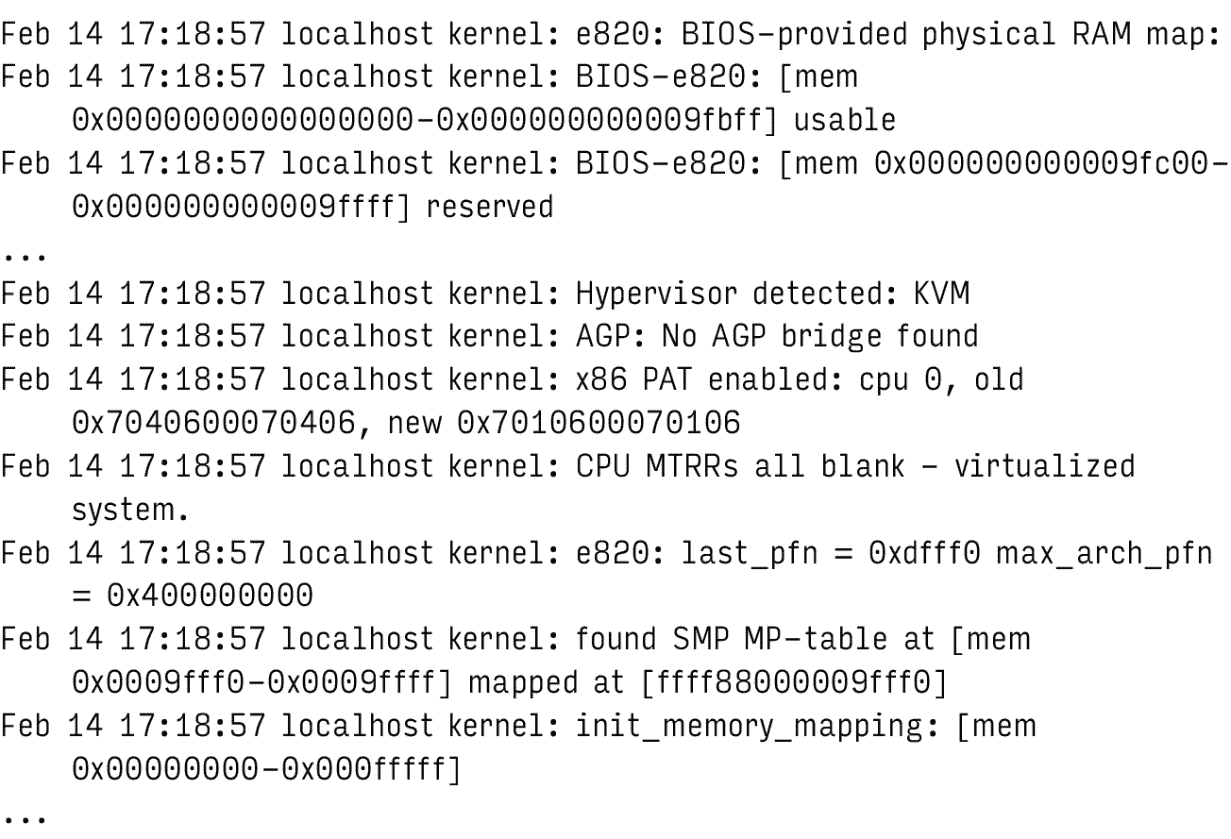 Feb 14 17:18:57 localhost kernel: e820: BIOS-provided physical RAM map:
Feb 14 17:18:57 localhost kernel: BIOS-e820: [mem
0x0000000000000000-0x000000000009fbff] usable
Feb 14 17:18:57 localhost kernel: BIOS-e820: [mem 0x000000000009fc00-
0x000000000009ffff] reserved
...
Feb 14 17:18:57 localhost kernel: Hypervisor detected: KVM
Feb 14 17:18:57 localhost kernel: AGP: No AGP bridge found
Feb 14 17:18:57 localhost kernel: x86 PAT enabled: cpu 0, old
0x7040600070406, new 0x7010600070106
Feb 14 17:18:57 localhost kernel: CPU MTRRs all blank - virtualized
system.
Feb 14 17:18:57 localhost kernel: e820: last_pfn = 0xdfff0 max_arch_pfn
= 0x400000000
Feb 14 17:18:57 localhost kernel: found SMP MP-table at [mem
0x0009fff0-0x0009ffff] mapped at [ffff88000009fff0]
Feb 14 17:18:57 localhost kernel: init_memory_mapping: [mem
0x00000000-0x000fffff]
...